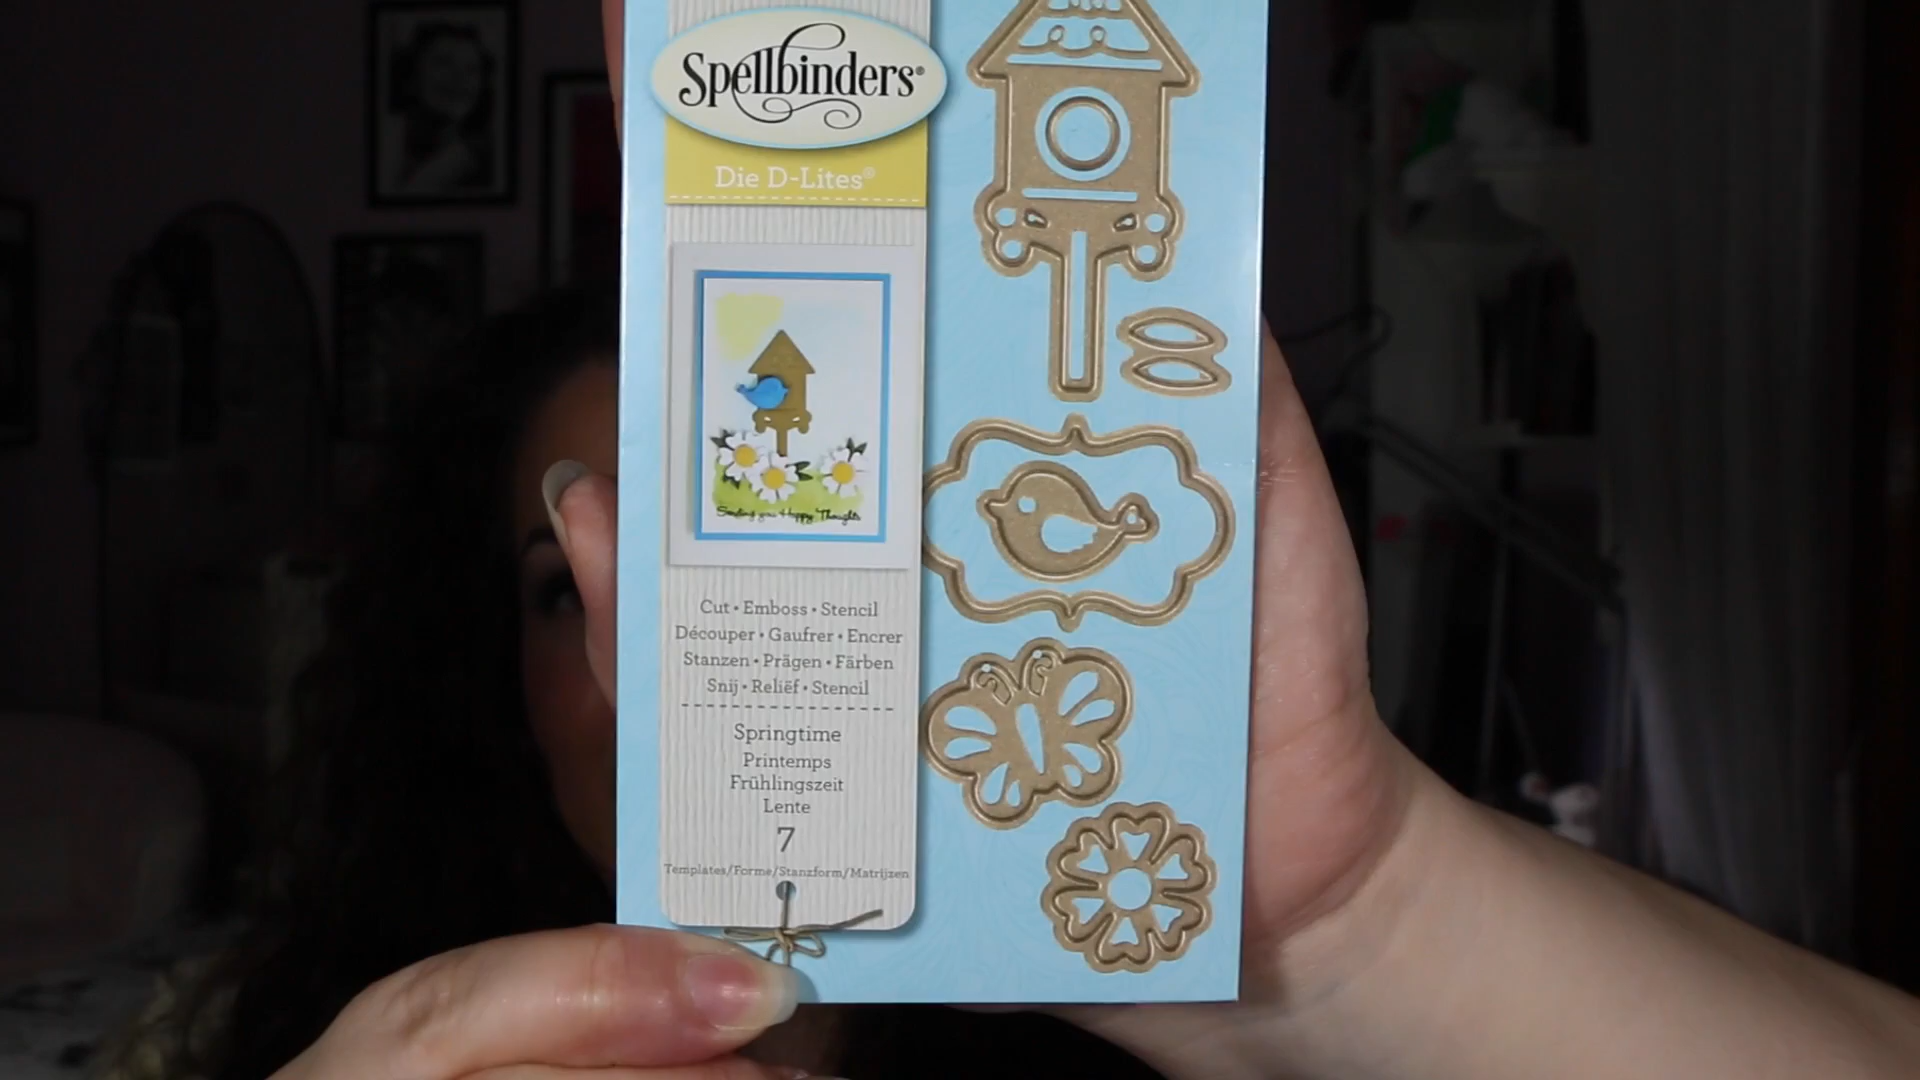 Spellbinders®
Die D-Lites®
Sending you Happy Thoughts
Cut • Emboss • Stencil
Découper • Gaufrer • Encrer
Stanzen • Prägen • Färben
Snij • Reliëf • Stencil
Springtime
Printemps
Frühlingszeit
Lente
7
Templates/Forme/Stanzform/Matrijzen